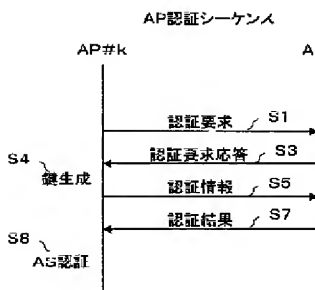 AP認証シーケンス
AP#k A
認証要求 S1
認証要求応答 S3
S4 鍵生成
認証情報 S5
認証結果 S7
S8 AS認証